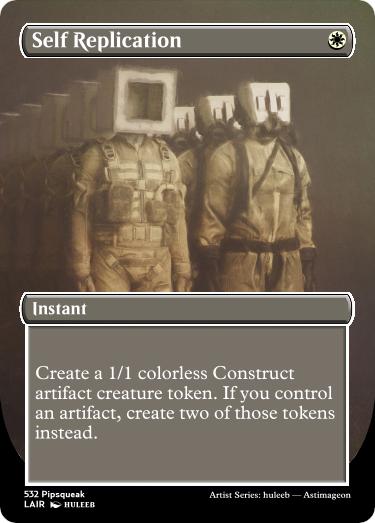 Self Replication
Instant
Create a 1/1 colorless Construct
artifact creature token. If you control
an artifact, create two of those tokens
instead.
532 Pipsqueak
LAIR HULEEB
Artist Series: huleeb — Astimageon